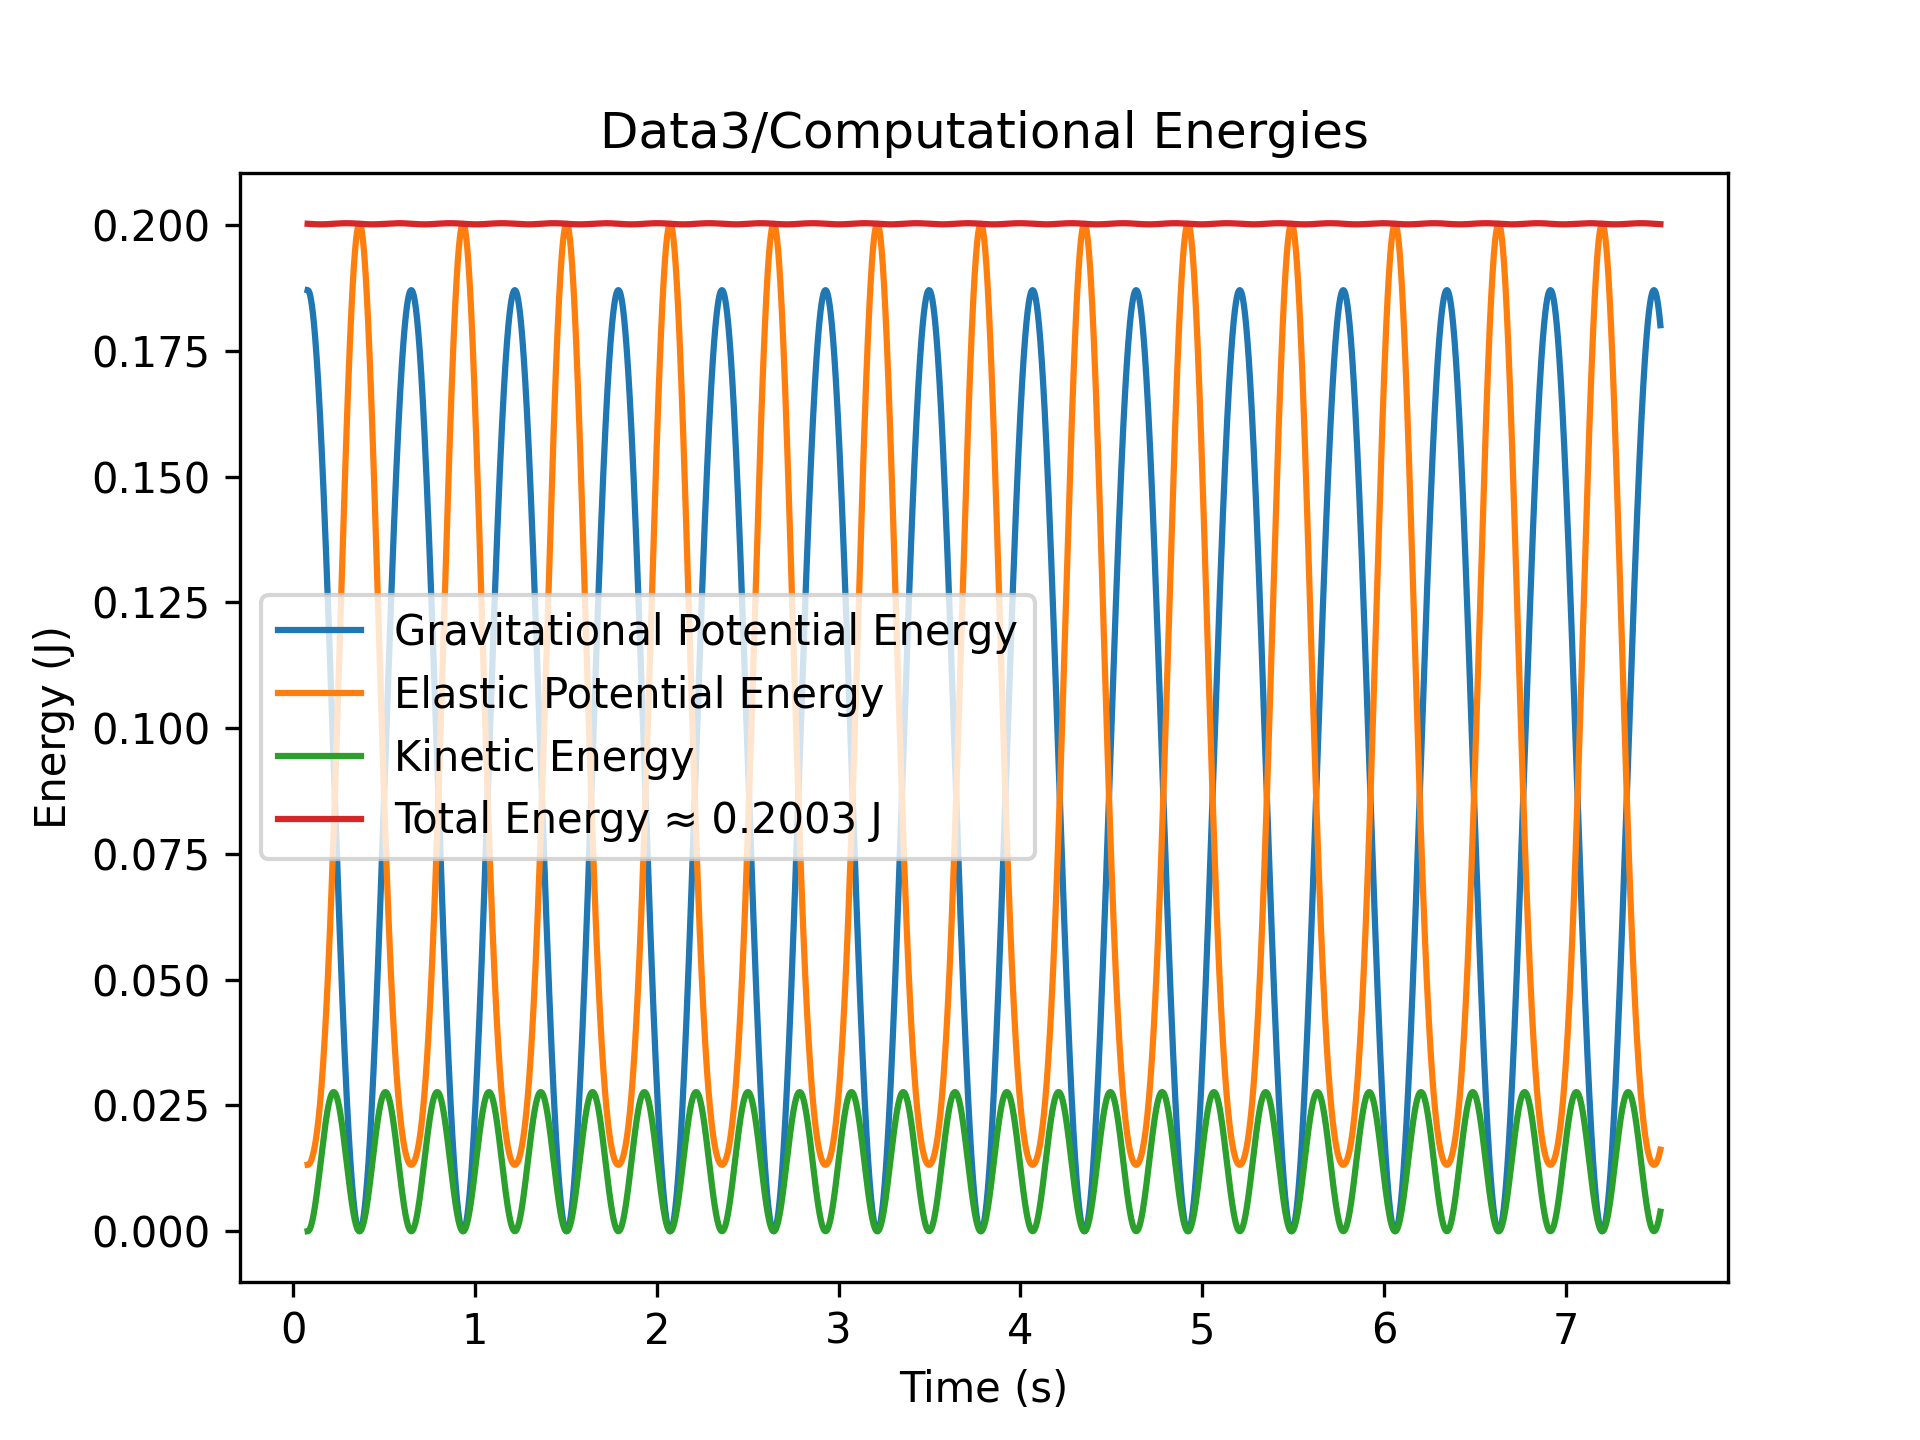 Data3/Computational Energies
Energy (J)
0.200
0.175
0.150
0.125
0.100
0.075
0.050
0.025
0.000
Gravitational Potential Energy
Elastic Potential Energy
Kinetic Energy
Total Energy ≈ 0.2003 J
0 1 2 3 4 5 6 7
Time (s)